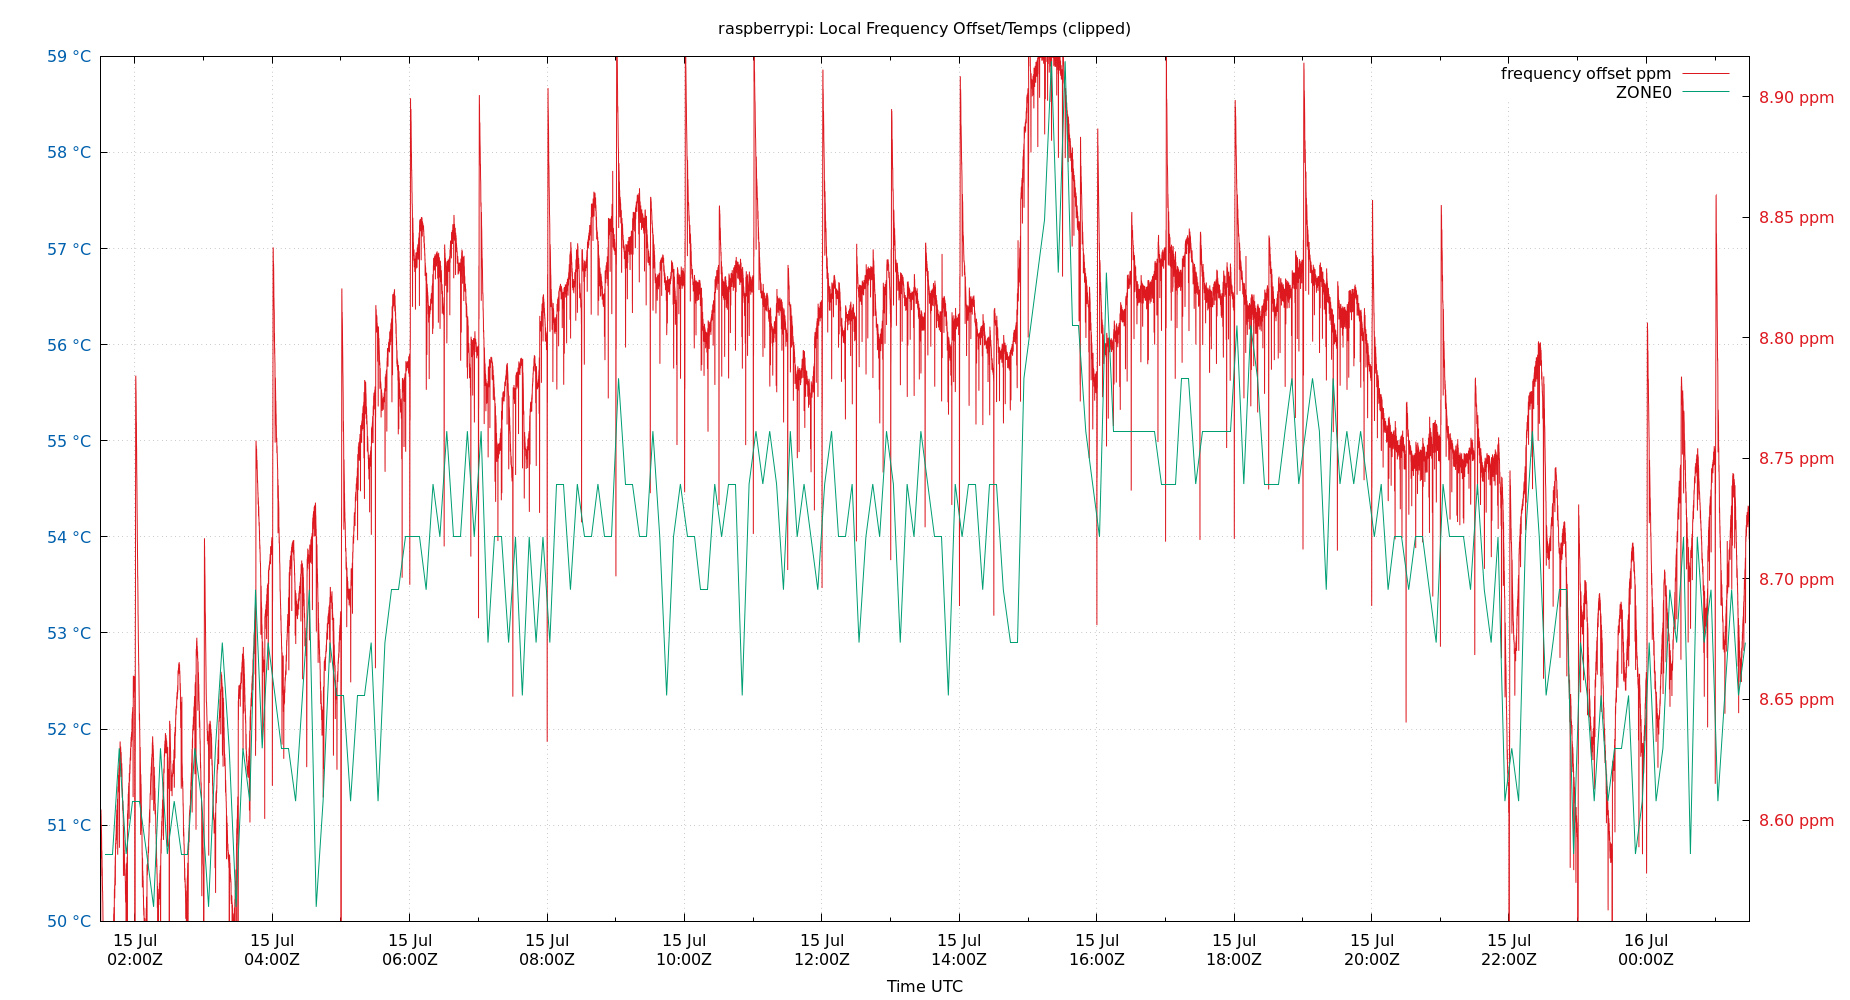 raspberrypi: Local Frequency Offset/Temps (clipped)
frequency offset ppm
ZONE0
59 °C
58 °C
57 °C
56 °C
55 °C
54 °C
53 °C
52 °C
51 °C
50 °C
8.90 ppm
8.85 ppm
8.80 ppm
8.75 ppm
8.70 ppm
8.65 ppm
8.60 ppm
15 Jul 15 Jul 15 Jul 15 Jul 15 Jul 15 Jul 15 Jul 15 Jul 15 Jul 15 Jul 15 Jul 16 Jul
02:00Z 04:00Z 06:00Z 08:00Z 10:00Z 12:00Z 14:00Z 16:00Z 18:00Z 20:00Z 22:00Z 00:00Z
Time UTC